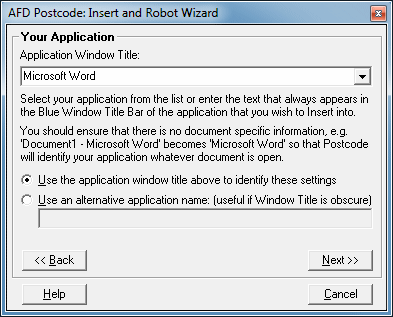 AFD Postcode: Insert and Robot Wizard
Your Application
Application Window Title:
Microsoft Word
Select your application from the list or enter the text that always appears in
the Blue Window Title Bar of the application that you wish to Insert into.
You should ensure that there is no document specific information, e.g.
'Document1 - Microsoft Word' becomes 'Microsoft Word' so that Postcode
will identify your application whatever document is open.
Use the application window title above to identify these settings
Use an alternative application name: (useful if Window Title is obscure)
<< Back
Next >>
Help
Cancel